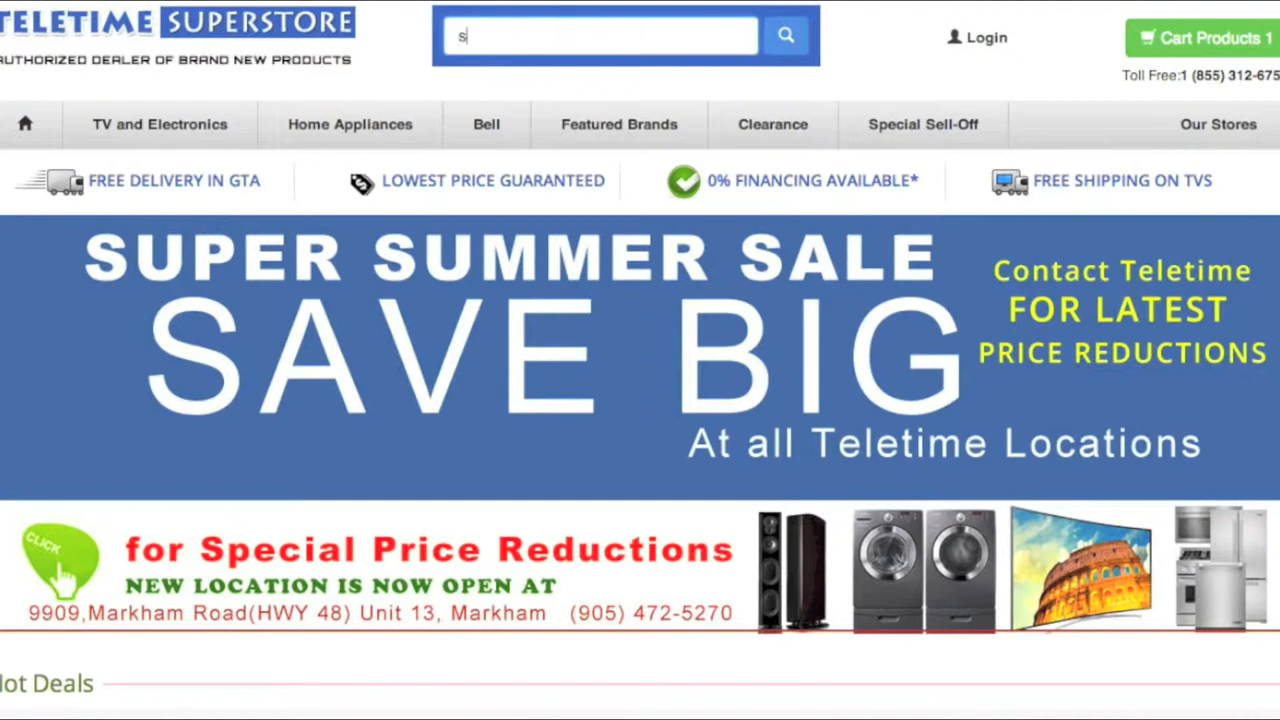 TELETIME SUPERSTORE
AUTHORIZED DEALER OF BRAND NEW PRODUCTS
s
Login
Cart Products 1
Toll Free:1 (855) 312-675
TV and Electronics
Home Appliances
Bell
Featured Brands
Clearance
Special Sell-Off
Our Stores
FREE DELIVERY IN GTA
LOWEST PRICE GUARANTEED
0% FINANCING AVAILABLE*
FREE SHIPPING ON TVS
SUPER SUMMER SALE
SAVE BIG
At all Teletime Locations
Contact Teletime
FOR LATEST
PRICE REDUCTIONS
CLICK
for Special Price Reductions
NEW LOCATION IS NOW OPEN AT
9909,Markham Road(HWY 48) Unit 13, Markham (905) 472-5270
Hot Deals